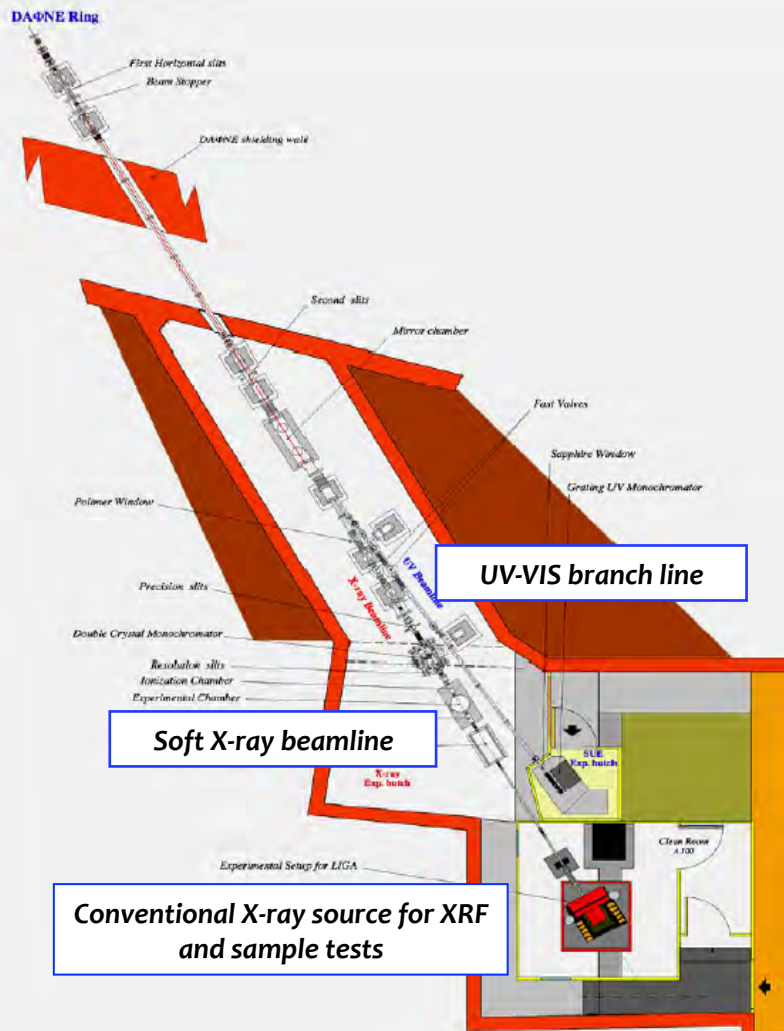 DAΦNE Ring
First Horizontal slits
Beam Stopper
DAΦNE shielding wall
Second slits
Mirror chamber
Fast Valves
Sapphire Window
Grating UV Monochromator
Polimer Window
UV-VIS branch line
UV Beamline
X-ray Beamline
Precision slits
Double Crystal Monochromator
Resolution slits
Ionization Chamber
Experimental Chamber
Soft X-ray beamline
X-ray
Exp. hutch
SUE
Exp. hutch
Clean Room
A 100
Experimental Setup for LIGA
Conventional X-ray source for XRF
and sample tests